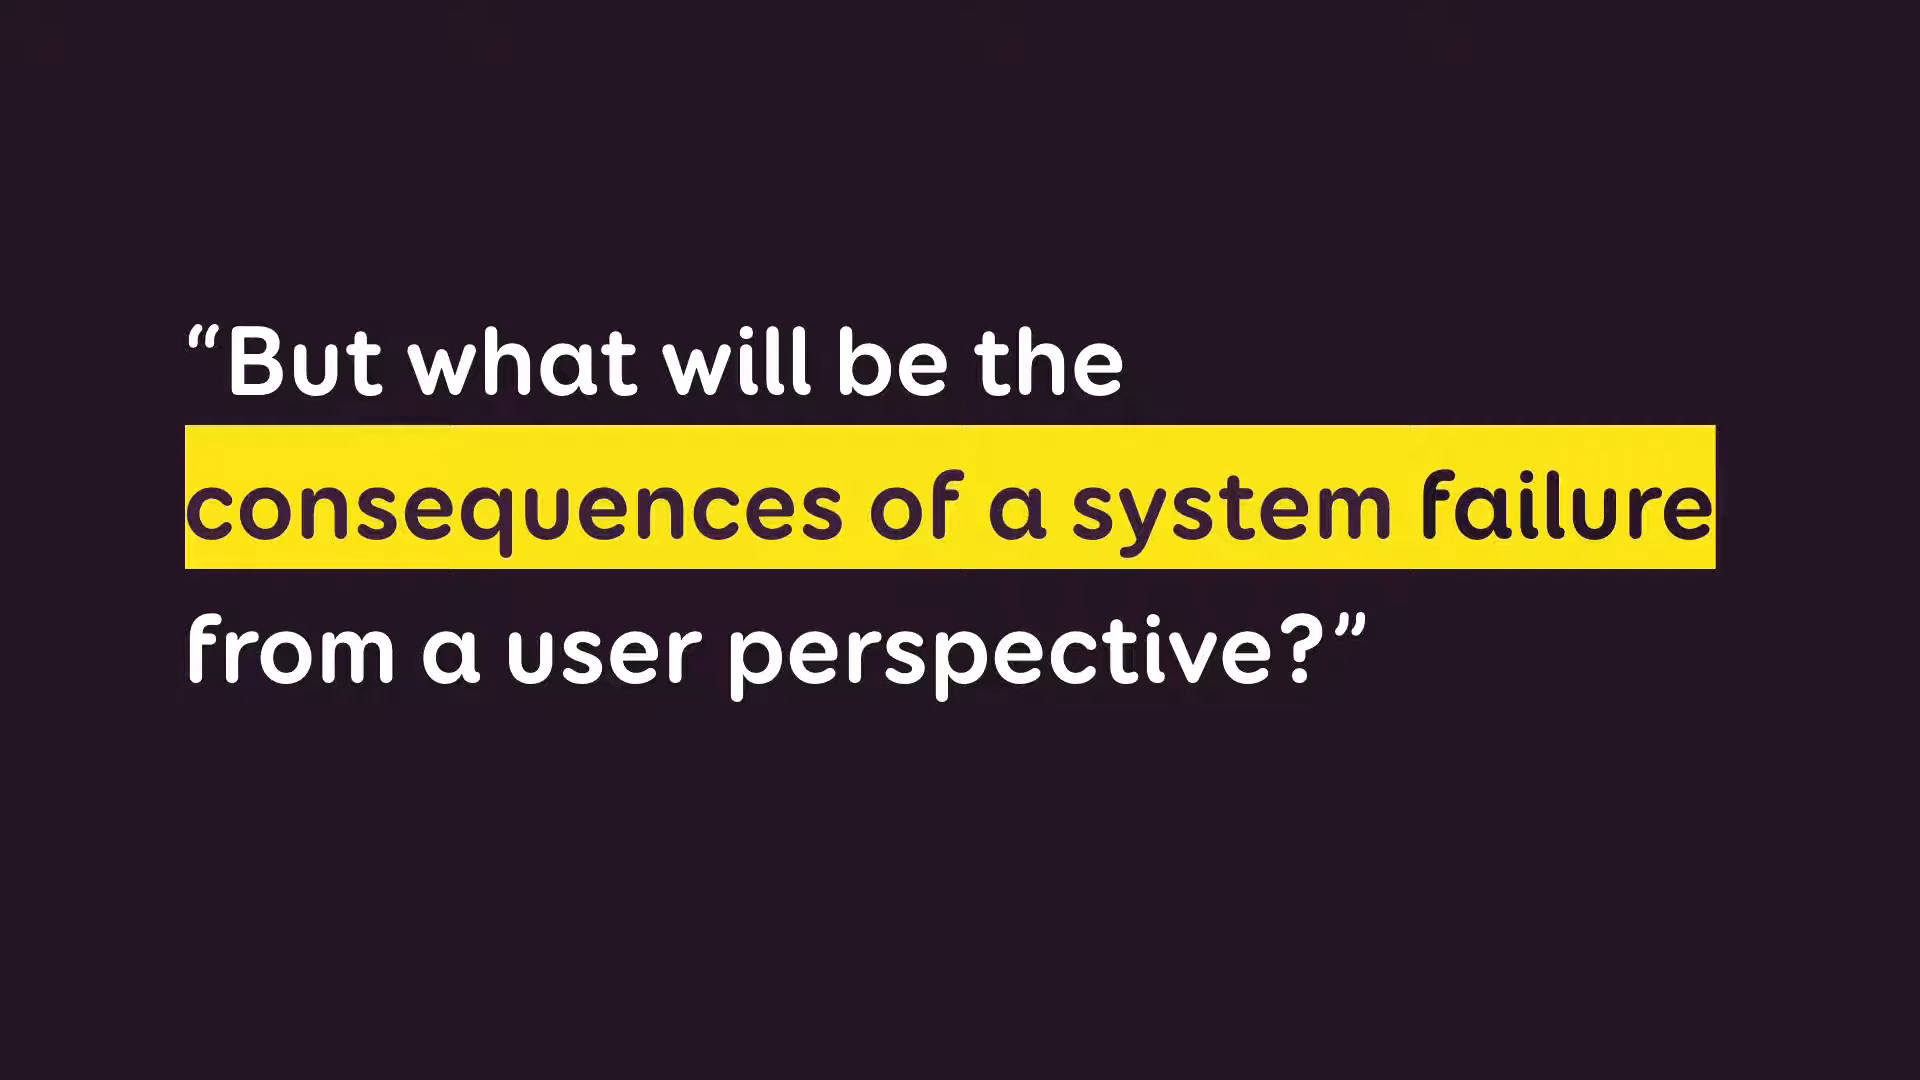 “But what will be the
consequences of a system failure
from a user perspective?”